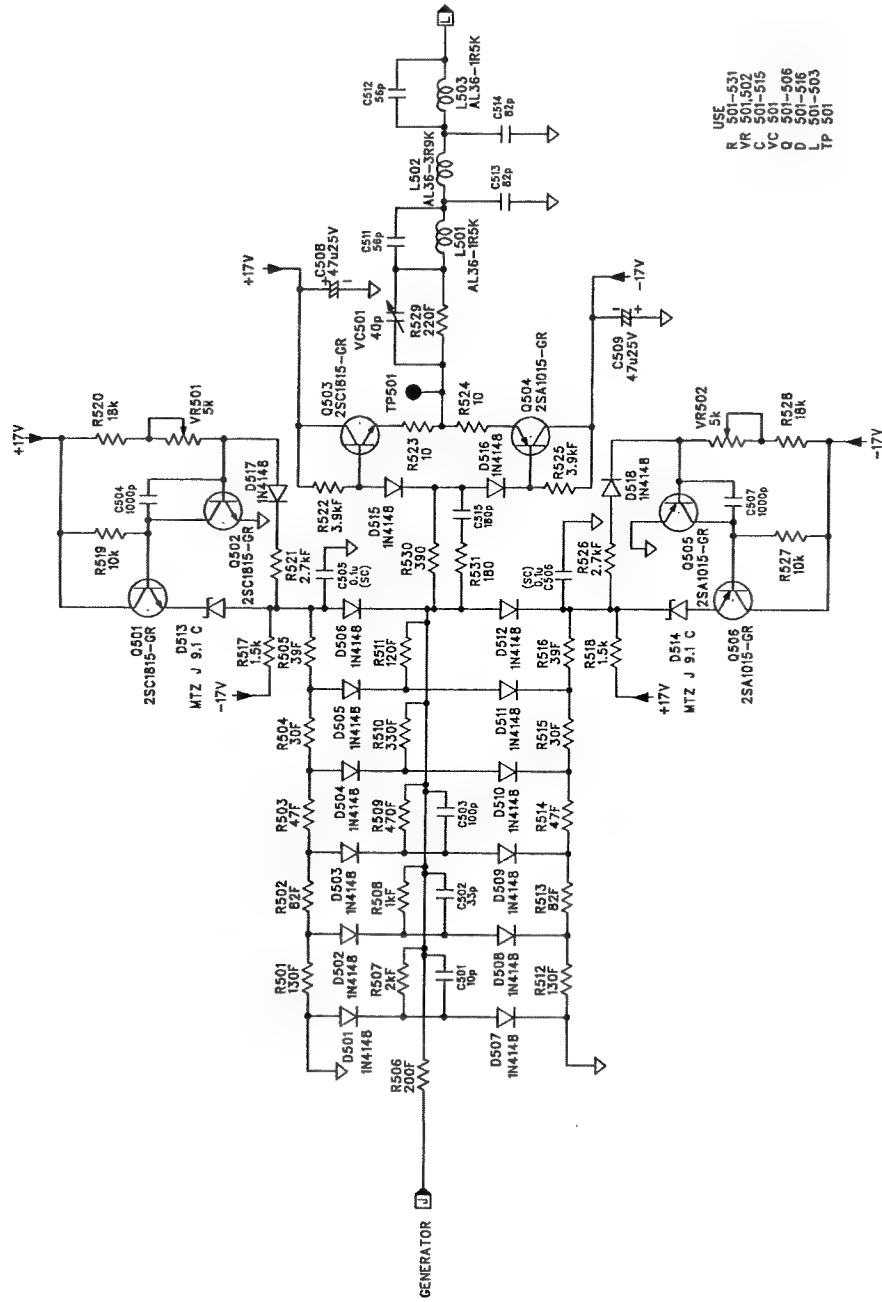 L
C512
56p
L503
AL36-1R5K
C514
82p
L502
AL36-3R9K
C513
82p
C511
56p
L501
AL36-1R5K
USE
R 501-531
VR 501,502
C 501-515
VC 501
Q 501-506
D 501-516
L 501-503
TP 501
+17V
C508
47u25V
+
-
VC501
40p
R529
220F
-17V
C509
47u25V
-
+
TP501
Q503
2SC1815-GR
R523
10
R524
10
Q504
2SA1015-GR
R522
3.9kF
D515
1N4148
D516
1N4148
R525
3.9kF
C515
180p
R530
390
R531
180
+17V
R520
18k
VR501
5k
C504
1000p
R519
10k
Q502
2SC1815-GR
D517
1N4148
Q501
2SC1815-GR
D513
MTZ J 9.1 C
R521
2.7kF
C505
0.1u
(SC)
R517
1.5k
-17V
VR502
5k
R528
18k
-17V
D518
1N4148
C507
1000p
Q505
2SA1015-GR
R527
10k
R526
2.7kF
(SC)
0.1u
C506
D514
MTZ J 9.1 C
Q506
2SA1015-GR
R518
1.5k
+17V
R505
39F
D506
1N4148
R511
120F
D512
1N4148
R516
39F
R504
30F
D505
1N4148
R510
330F
D511
1N4148
R515
30F
R503
47F
D504
1N4148
R509
470F
C503
100p
D510
1N4148
R514
47F
R502
82F
D503
1N4148
R508
1kF
C502
33p
D509
1N4148
R513
82F
R501
130F
D502
1N4148
R507
2kF
C501
10p
D508
1N4148
R512
130F
D501
1N4148
R506
200F
D507
1N4148
J
GENERATOR